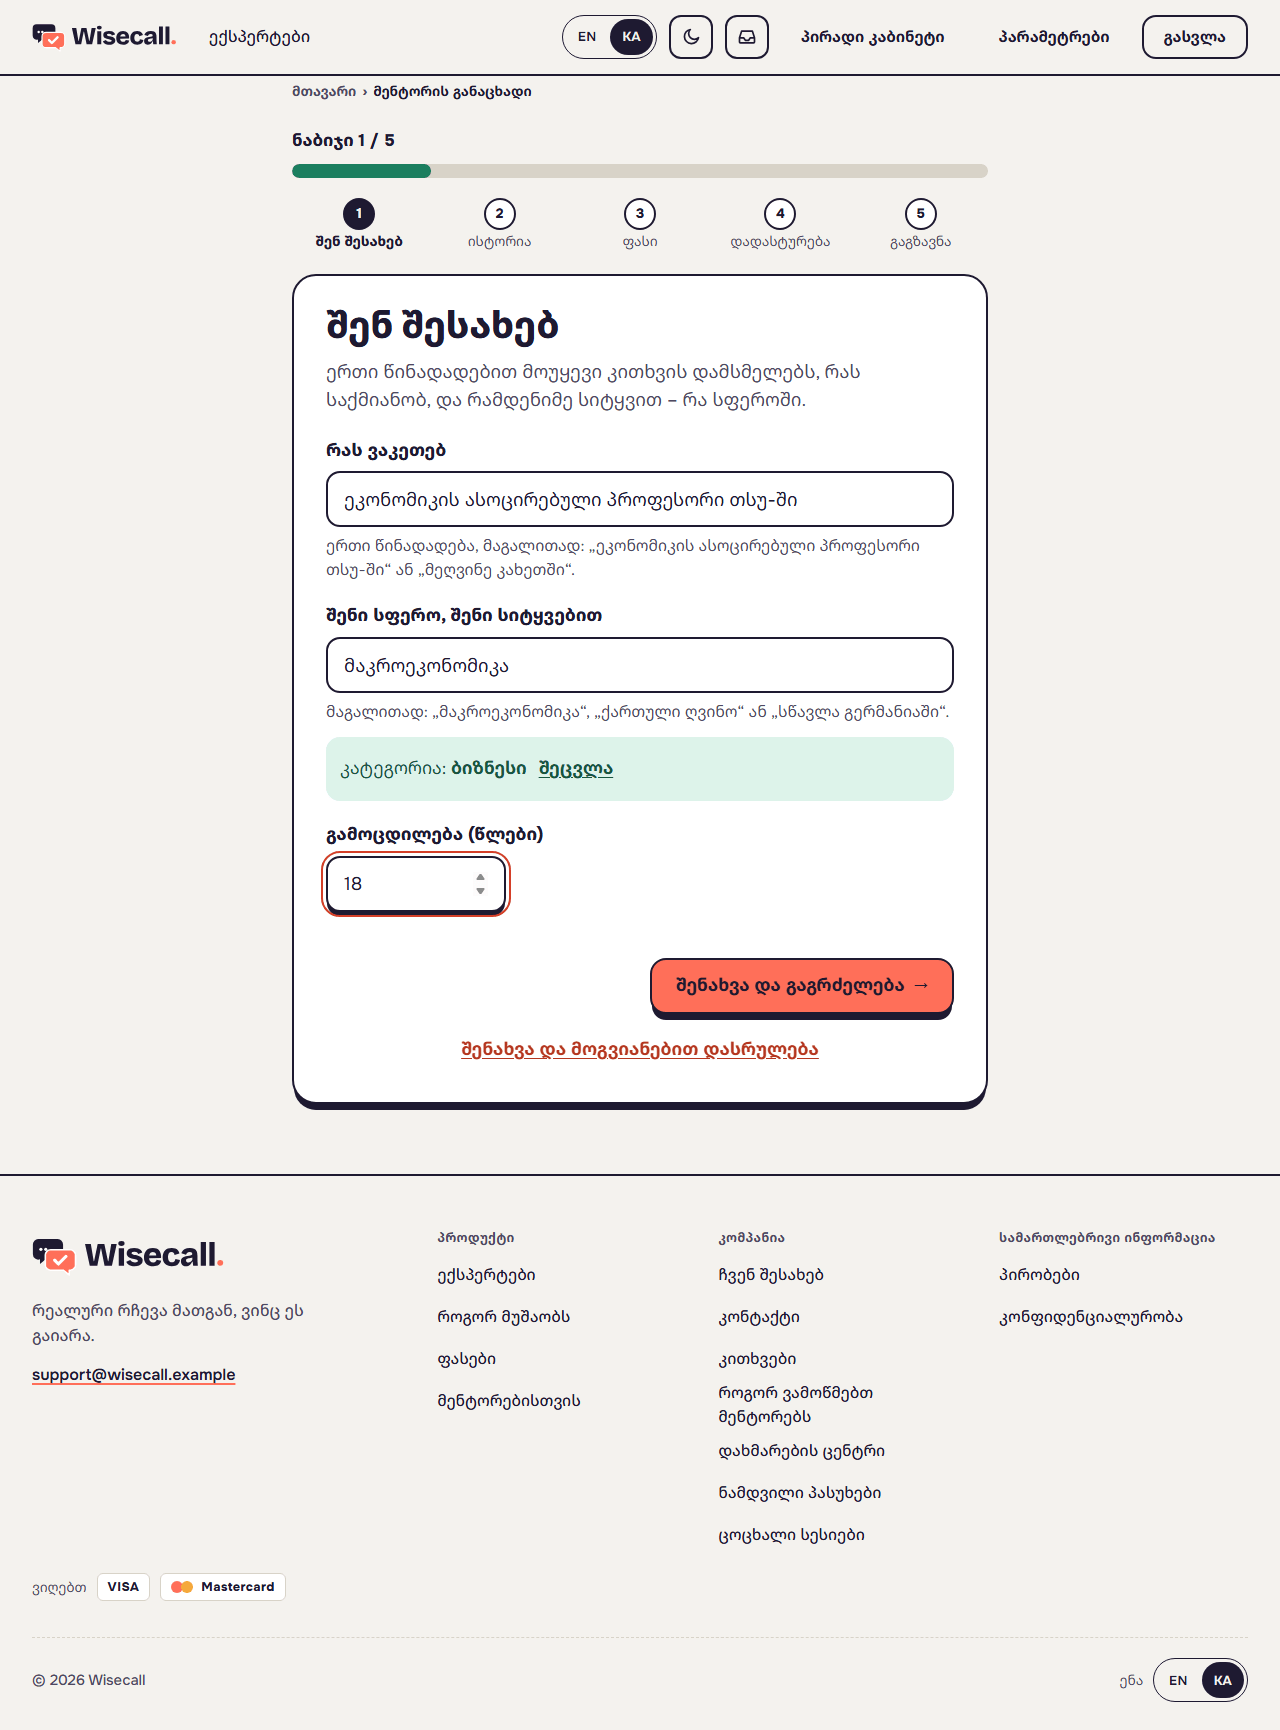 Wisecall.
ექსპერტები
EN KA
პირადი კაბინეტი
პარამეტრები
გასვლა
მთავარი › მენტორის განაცხადი
ნაბიჯი 1 / 5
1 2 3 4 5
შენ შესახებ ისტორია ფასი დადასტურება გაგზავნა
შენ შესახებ
ერთი წინადადებით მოუყევი კითხვის დამსმელებს, რას
საქმიანობ, და რამდენიმე სიტყვით – რა სფეროში.
რას ვაკეთებ
ეკონომიკის ასოცირებული პროფესორი თსუ-ში
ერთი წინადადება, მაგალითად: „ეკონომიკის ასოცირებული პროფესორი
თსუ-ში“ ან „მეღვინე კახეთში“.
შენი სფერო, შენი სიტყვებით
მაკროეკონომიკა
მაგალითად: „მაკროეკონომიკა“, „ქართული ღვინო“ ან „სწავლა გერმანიაში“.
კატეგორია: ბიზნესი შეცვლა
გამოცდილება (წლები)
18
შენახვა და გაგრძელება →
შენახვა და მოგვიანებით დასრულება
Wisecall.
რეალური რჩევა მათგან, ვინც ეს
გაიარა.
support@wisecall.example
პროდუქტი
ექსპერტები
როგორ მუშაობს
ფასები
მენტორებისთვის
კომპანია
ჩვენ შესახებ
კონტაქტი
კითხვები
როგორ ვამოწმებთ
მენტორებს
დახმარების ცენტრი
ნამდვილი პასუხები
ცოცხალი სესიები
სამართლებრივი ინფორმაცია
პირობები
კონფიდენციალურობა
ვიღებთ VISA Mastercard
© 2026 Wisecall
ენა EN KA